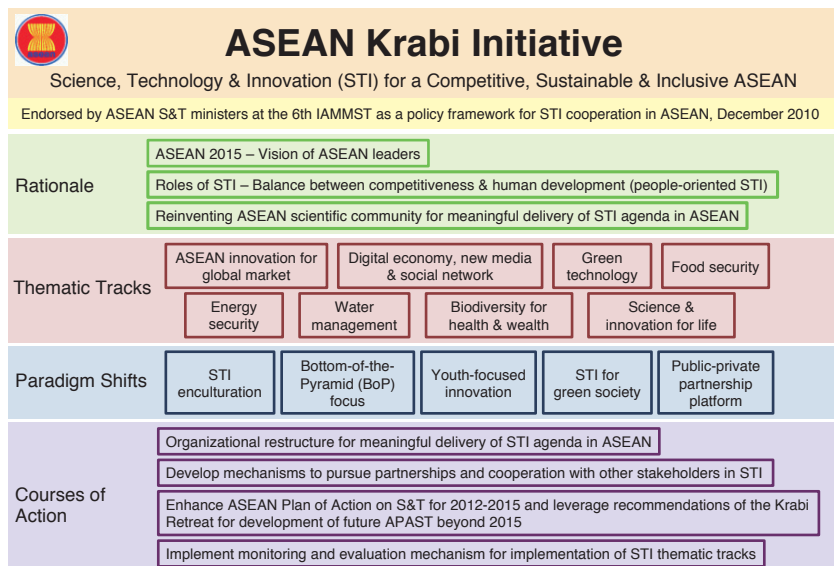 ASEAN Krabi Initiative
Science, Technology & Innovation (STI) for a Competitive, Sustainable & Inclusive ASEAN
Endorsed by ASEAN S&T ministers at the 6th IAMMST as a policy framework for STI cooperation in ASEAN, December 2010
Rationale
ASEAN 2015 – Vision of ASEAN leaders
Roles of STI – Balance between competitiveness & human development (people-oriented STI)
Reinventing ASEAN scientific community for meaningful delivery of STI agenda in ASEAN
Thematic Tracks
ASEAN innovation for
global market
Digital economy, new media
& social network
Green
technology
Food security
Energy
security
Water
management
Biodiversity for
health & wealth
Science &
innovation for life
Paradigm Shifts
STI
enculturation
Bottom-of-the-
Pyramid (BoP)
focus
Youth-focused
innovation
STI for
green society
Public-private
partnership
platform
Courses of
Action
Organizational restructure for meaningful delivery of STI agenda in ASEAN
Develop mechanisms to pursue partnerships and cooperation with other stakeholders in STI
Enhance ASEAN Plan of Action on S&T for 2012-2015 and leverage recommendations of the Krabi
Retreat for development of future APAST beyond 2015
Implement monitoring and evaluation mechanism for implementation of STI thematic tracks